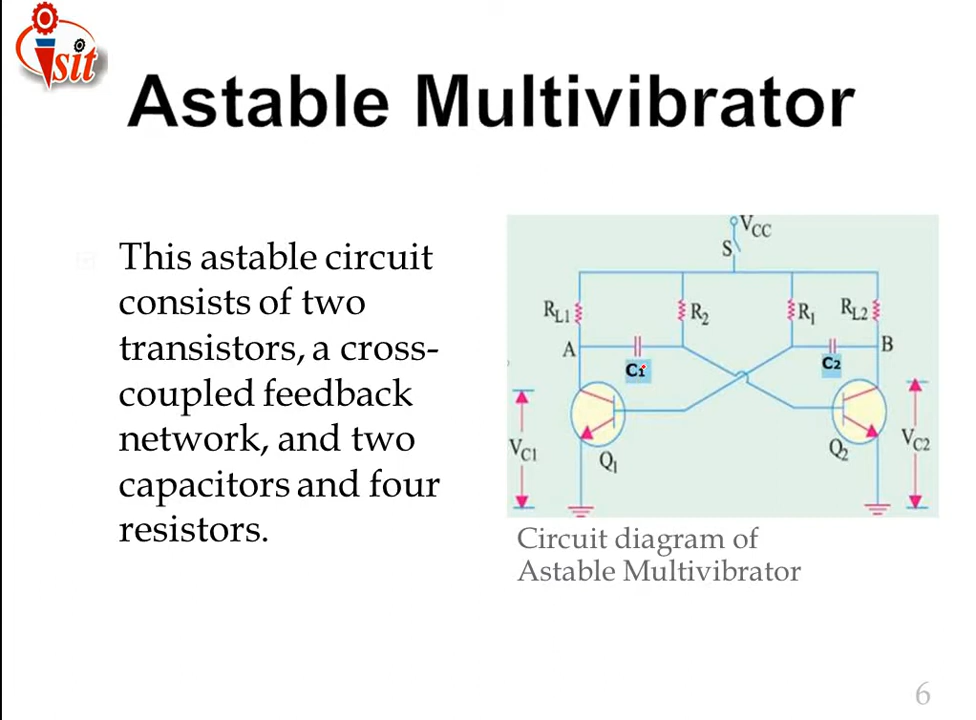 isit
Astable Multivibrator
This astable circuit
consists of two
transistors, a cross-
coupled feedback
network, and two
capacitors and four
resistors.
VCC
S
RL1
R2
R1
RL2
A
B
C1
C2
VC1
Q1
Q2
VC2
Circuit diagram of
Astable Multivibrator
6